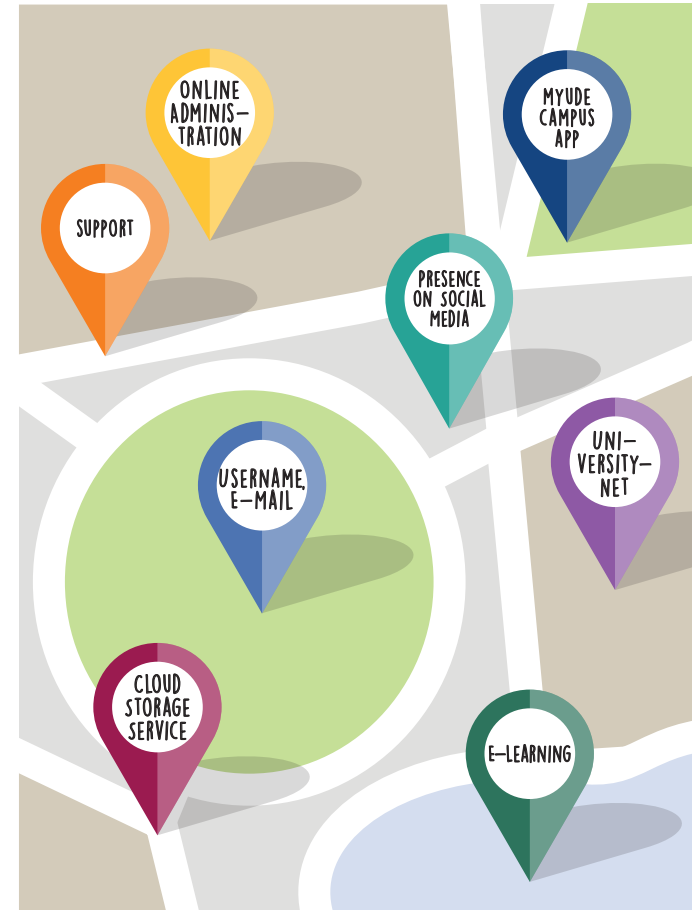 ONLINE
ADMINIS–
TRATION
MYUDE
CAMPUS
APP
SUPPORT
PRESENCE
ON SOCIAL
MEDIA
UNI–
VERSITY–
NET
USERNAME,
E–MAIL
CLOUD
STORAGE
SERVICE
E–LEARNING